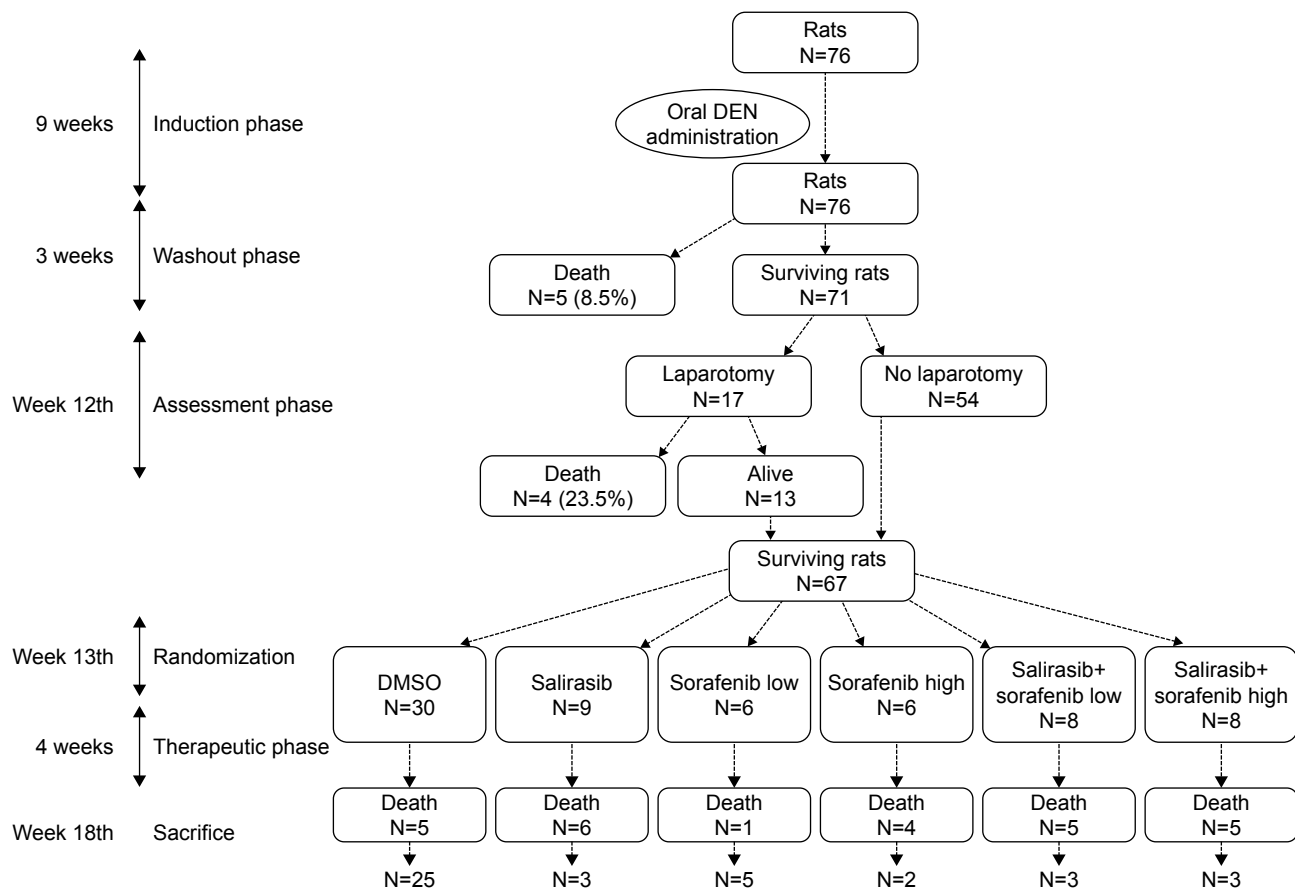 Rats
N=76
Oral DEN
administration
9 weeks
Induction phase
Rats
N=76
3 weeks
Washout phase
Death
N=5 (8.5%)
Surviving rats
N=71
Laparotomy
N=17
No laparotomy
N=54
Week 12th
Assessment phase
Death
N=4 (23.5%)
Alive
N=13
Surviving rats
N=67
Week 13th
Randomization
DMSO
N=30
Salirasib
N=9
Sorafenib low
N=6
Sorafenib high
N=6
Salirasib+
sorafenib low
N=8
Salirasib+
sorafenib high
N=8
4 weeks
Therapeutic phase
Death
N=5
Death
N=6
Death
N=1
Death
N=4
Death
N=5
Death
N=5
Week 18th
Sacrifice
N=25
N=3
N=5
N=2
N=3
N=3